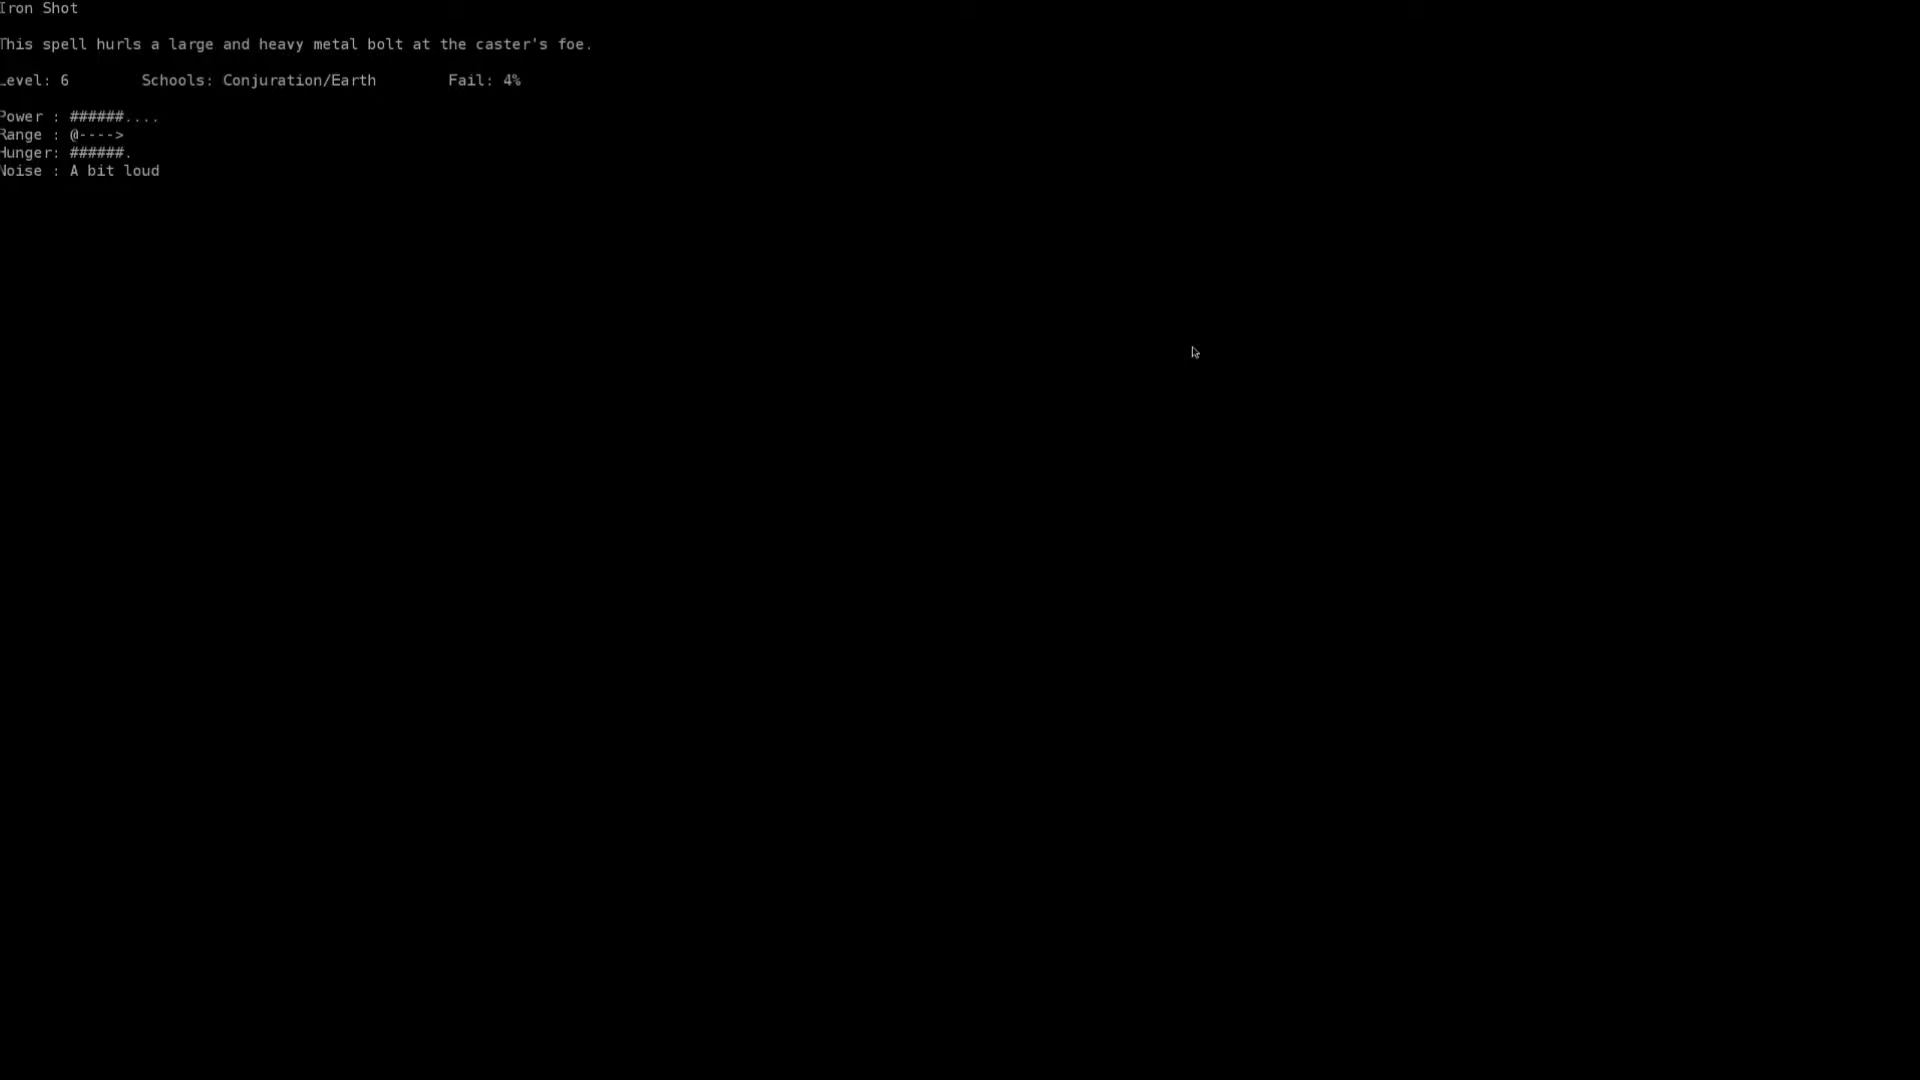 Iron Shot
This spell hurls a large and heavy metal bolt at the caster's foe.
Level: 6 Schools: Conjuration/Earth Fail: 4%
Power : ######....
Range : @---->
Hunger: ######.
Noise : A bit loud